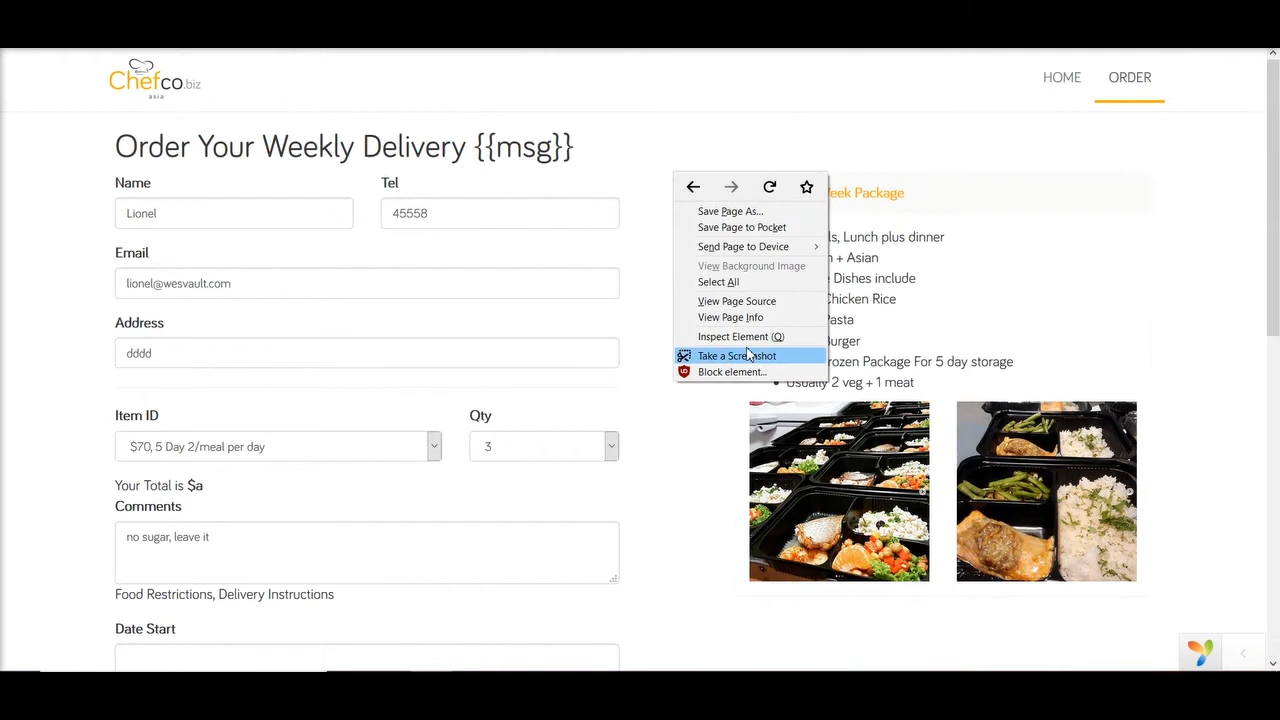 Chefco.biz
asia
HOME
ORDER
Order Your Weekly Delivery {{msg}}
Name
Tel
Lionel
45558
Email
lionel@wesvault.com
Address
dddd
Item ID
Qty
$70, 5 Day 2/meal per day
3
Your Total is $a
Comments
no sugar, leave it
Food Restrictions, Delivery Instructions
Date Start
Save Page As...
Save Page to Pocket
Send Page to Device
View Background Image
Select All
View Page Source
View Page Info
Inspect Element (Q)
Take a Screenshot
Block element...
Week Package
Lunch plus dinner
+ Asian
Dishes include
Chicken Rice
Pasta
Burger
Package For 5 day storage
Usually 2 veg + 1 meat